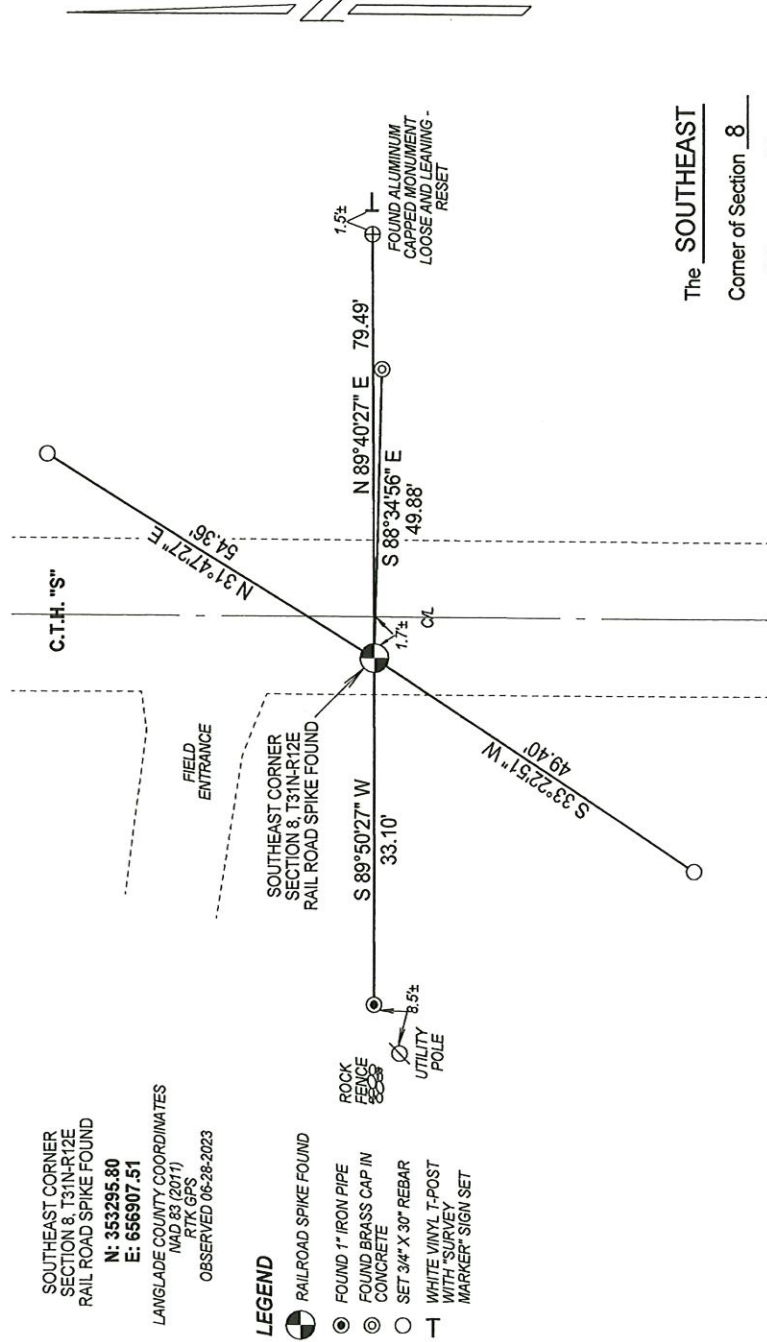 SOUTHEAST CORNER
SECTION 8, T31N-R12E
RAIL ROAD SPIKE FOUND
N: 353295.80
E: 656907.51
LANGLADE COUNTY COORDINATES
NAD 83 (2011)
RTK GPS
OBSERVED 06-28-2023
LEGEND
RAILROAD SPIKE FOUND
FOUND 1" IRON PIPE
FOUND BRASS CAP IN
CONCRETE
SET 3/4" X 30" REBAR
WHITE VINYL T-POST
WITH "SURVEY
MARKER" SIGN SET
C.T.H. "S"
FIELD
ENTRANCE
SOUTHEAST CORNER
SECTION 8, T31N-R12E
RAIL ROAD SPIKE FOUND
N 31°47'27" E
54.36'
S 89°50'27" W
33.10'
N 89°40'27" E 79.49'
S 88°34'56" E
49.88'
S 33°22'51" W
49.40'
1.7'±
C/L
8.5'±
ROCK
FENCE
UTILITY
POLE
1.5'±
FOUND ALUMINUM
CAPPED MONUMENT
LOOSE AND LEANING -
RESET
The SOUTHEAST
Corner of Section 8